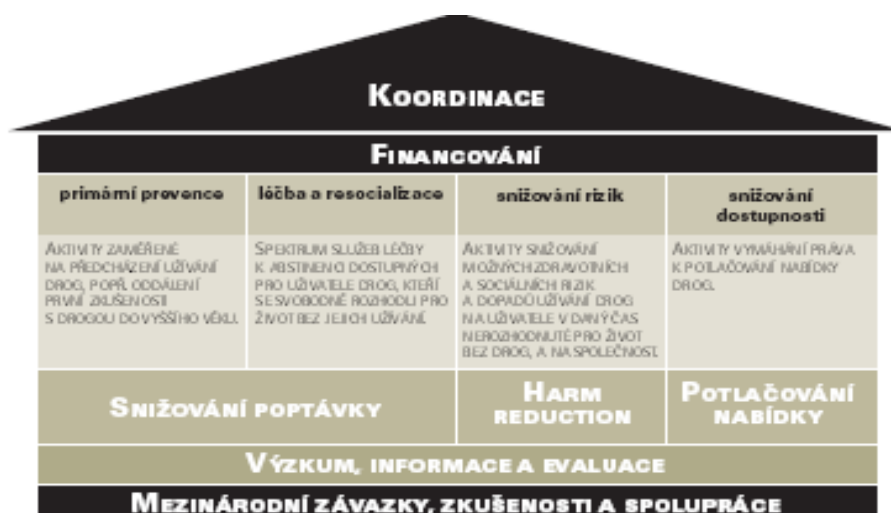 KOORDINACE
FINANCOVÁNÍ
primární prevence
léčba a resocializace
snižování rizik
snižování
dostupnosti
AKTIVITY ZAMĚŘENÉ
NA PŘEDCHÁZENÍ UŽÍVÁNÍ
DROG, POPŘ. ODDÁLENÍ
PRVNÍ ZKUŠENOSTI
S DROGOU DO VYŠŠÍHO VĚKU.
SPEKTRUM SLUŽEB LÉČBY
K ABSTINENCI DOSTUPNÝCH
PRO UŽIVATELE DROG, KTEŘÍ
SE SVOBODNĚ ROZHODLI PRO
ŽIVOT BEZ JEJICH UŽÍVÁNÍ.
AKTIVITY SNIŽOVÁNÍ
MOŽNÝCH ZDRAVOTNÍCH
A SOCIÁLNÍCH RIZIK
A DOPADŮ UŽÍVÁNÍ DROG
NA UŽIVATELE V DANÝ ČAS
NEROZHODNUTÉ PRO ŽIVOT
BEZ DROG, A NA SPOLEČNOST.
AKTIVITY VYMÁHÁNÍ PRÁVA
K POTLAČOVÁNÍ NABÍDKY
DROG.
SNIŽOVÁNÍ POPTÁVKY
HARM
REDUCTION
POTLAČOVÁNÍ
NABÍDKY
VÝZKUM, INFORMACE A EVALUACE
MEZINÁRODNÍ ZÁVAZKY, ZKUŠENOSTI A SPOLUPRÁCE